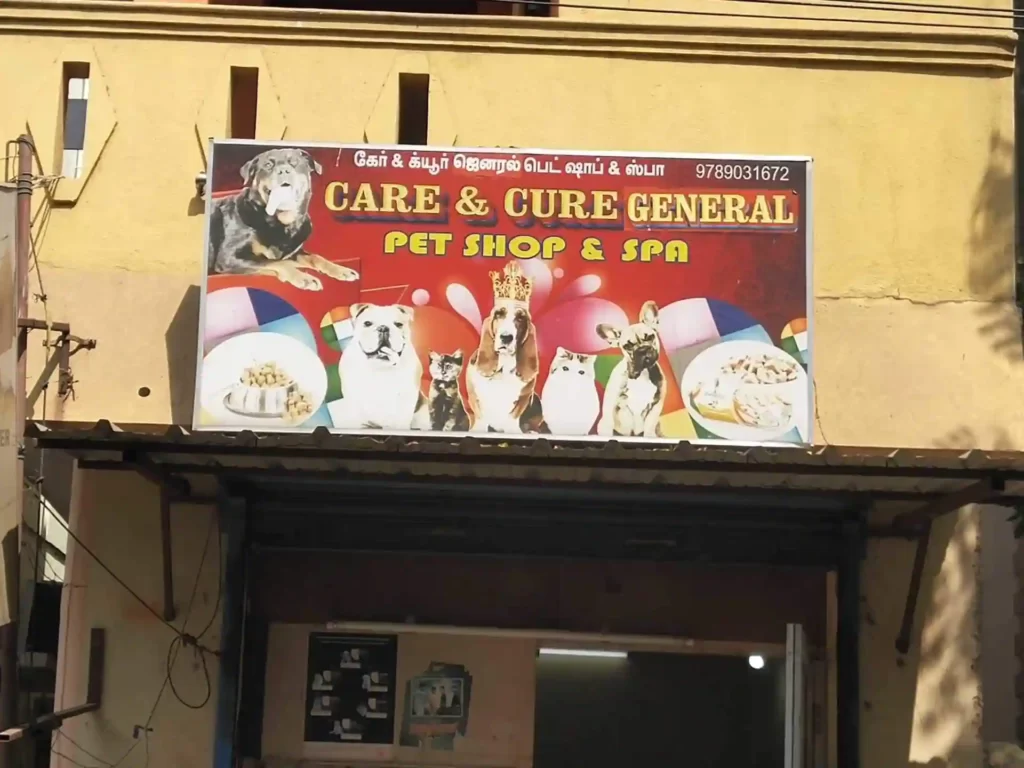 கேர் & க்யூர் ஜெனரல் பெட் ஷாப் & ஸ்பா 9789031672
CARE & CURE GENERAL
PET SHOP & SPA